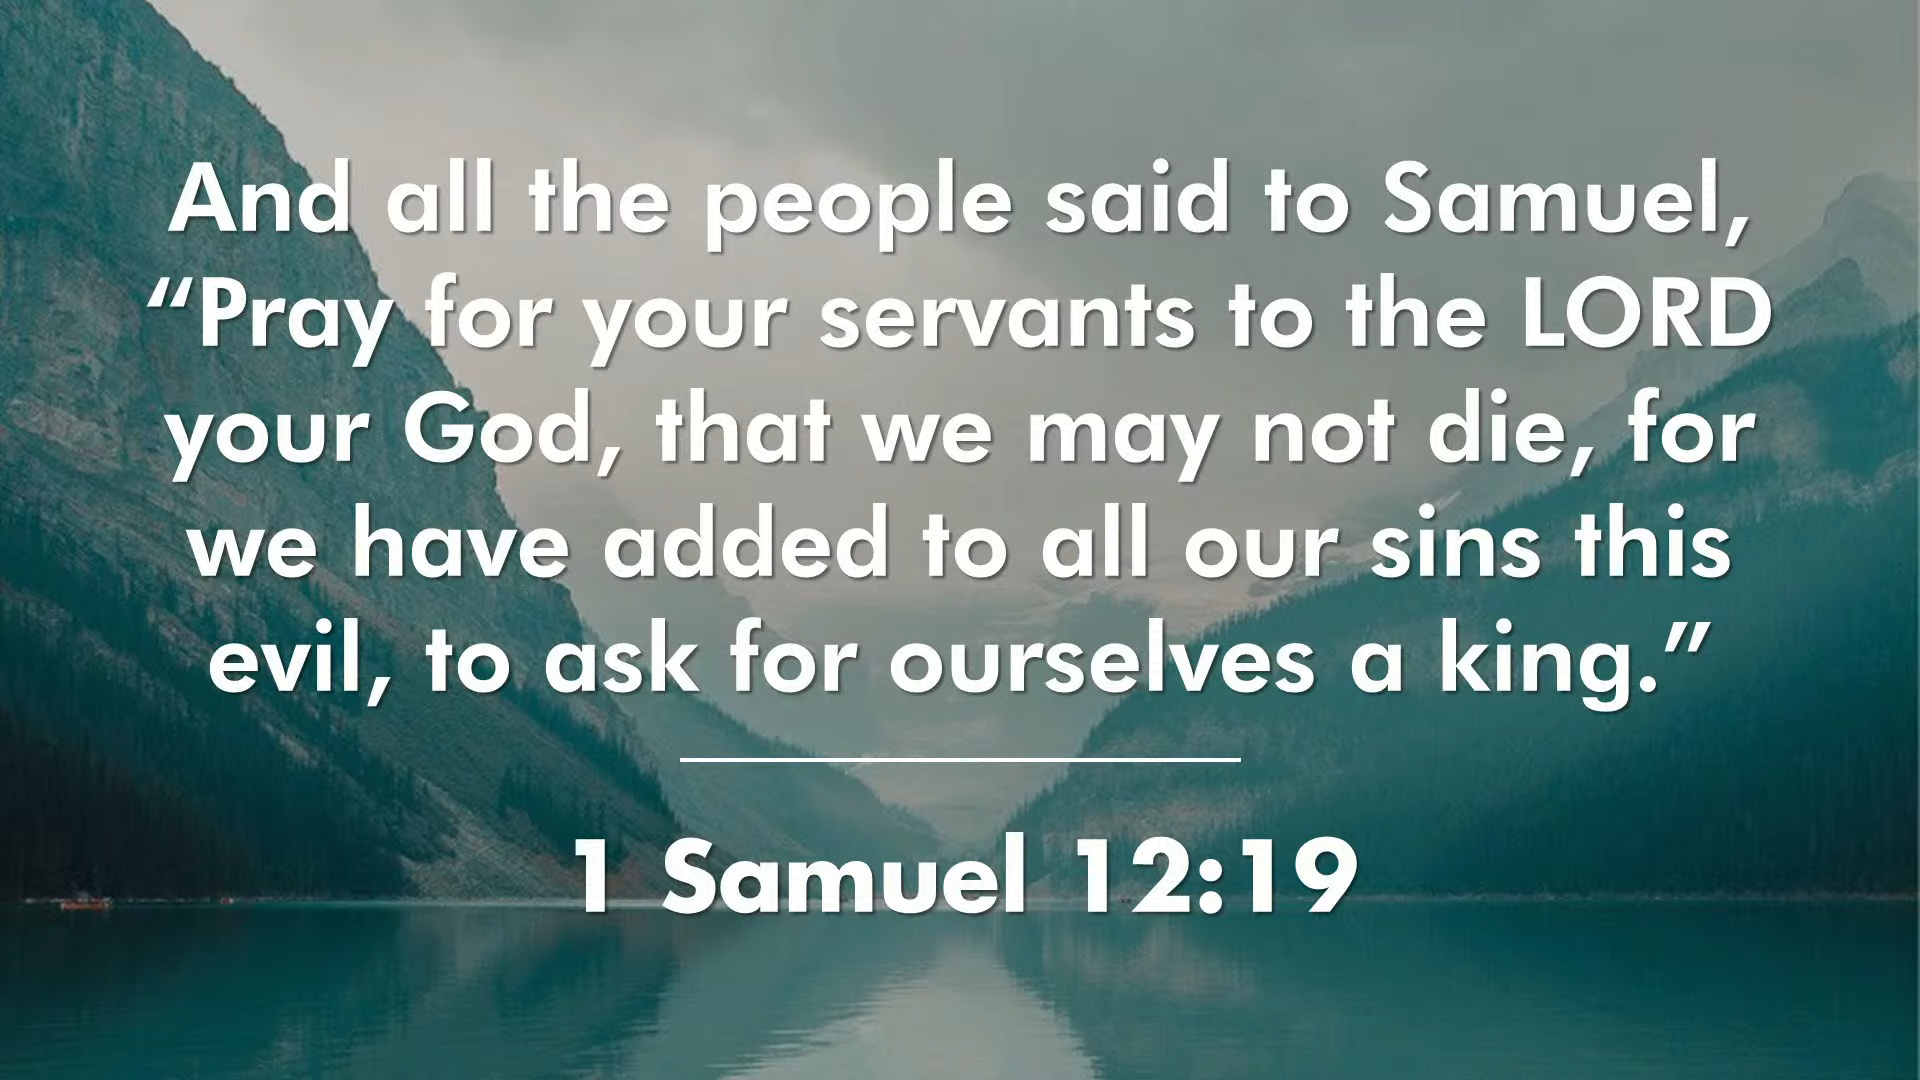 And all the people said to Samuel,
“Pray for your servants to the LORD
your God, that we may not die, for
we have added to all our sins this
evil, to ask for ourselves a king.”
1 Samuel 12:19